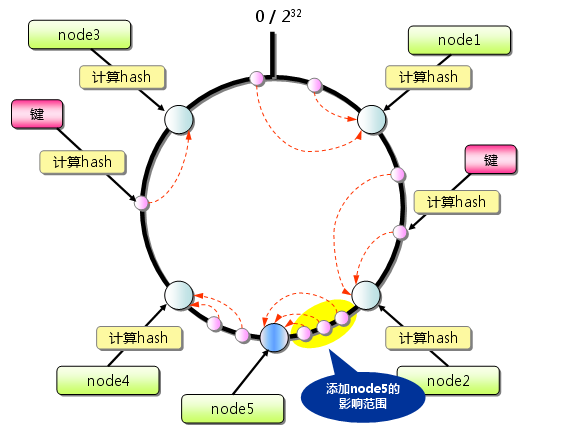 0 / 2³²
node3
node1
计算hash
计算hash
键
键
计算hash
计算hash
计算hash
计算hash
node4
node5
添加node5的
影响范围
node2